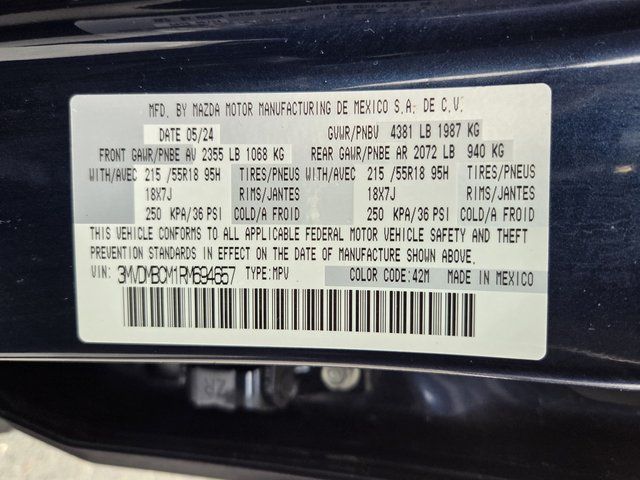 MFD. BY MAZDA MOTOR MANUFACTURING DE MEXICO S.A. DE C.V.
DATE 05/24 GVWR/PNBV 4381 LB 1987 KG
FRONT GAWR/PNBE AV 2355 LB 1068 KG REAR GAWR/PNBE AR 2072 LB 940 KG
WITH/AVEC 215 /55R18 95H TIRES/PNEUS WITH/AVEC 215 /55R18 95H TIRES/PNEUS
18X7J RIMS/JANTES 18X7J RIMS/JANTES
250 KPA/36 PSI COLD/A FROID 250 KPA/36 PSI COLD/A FROID
THIS VEHICLE CONFORMS TO ALL APPLICABLE FEDERAL MOTOR VEHICLE SAFETY AND THEFT
PREVENTION STANDARDS IN EFFECT ON THE DATE OF MANUFACTURE SHOWN ABOVE.
VIN: 3MVDMBCM1RM694657 TYPE:MPV COLOR CODE:42M MADE IN MEXICO